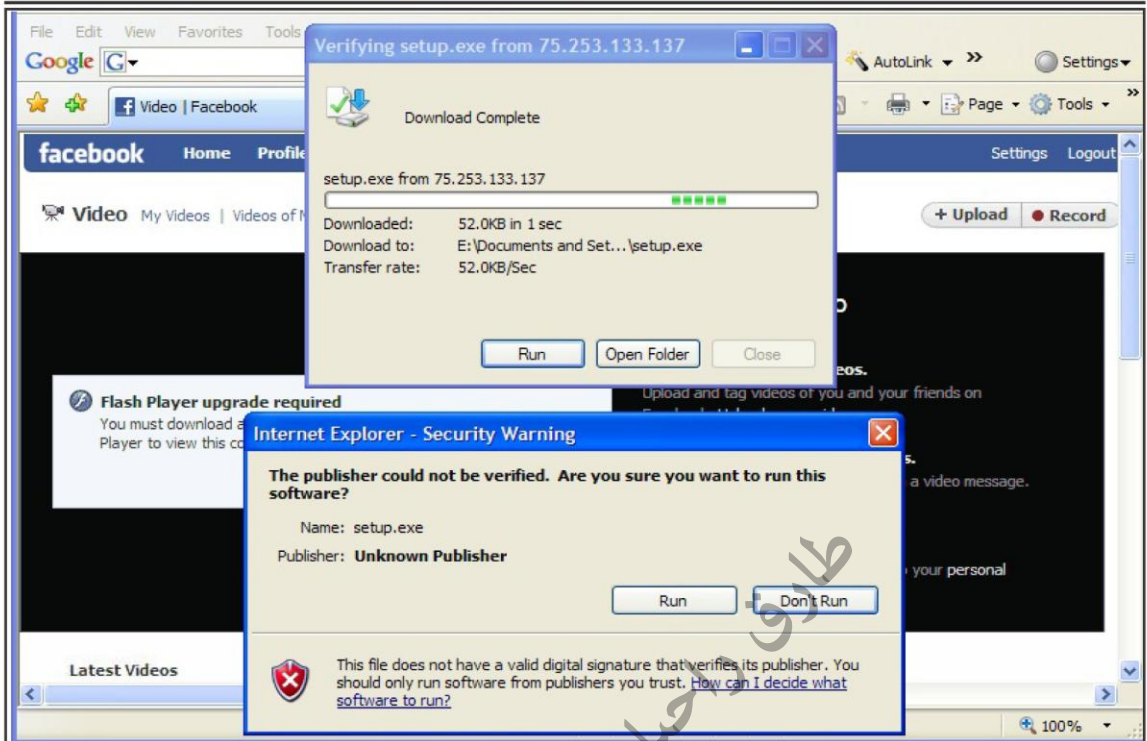 File Edit View Favorites Tools
Verifying setup.exe from 75.253.133.137
Google G
AutoLink
Settings
Video | Facebook
Page Tools
Download Complete
facebook Home Profile
Settings Logout
setup.exe from 75.253.133.137
Video My Videos | Videos of
+ Upload Record
Downloaded: 52.0KB in 1 sec
Download to: E:\Documents and Set...\setup.exe
Transfer rate: 52.0KB/Sec
Run Open Folder Close
eos.
Upload and tag videos of you and your friends on
Flash Player upgrade required
You must download a
Player to view this co
Internet Explorer - Security Warning
s.
a video message.
The publisher could not be verified. Are you sure you want to run this
software?
Name: setup.exe
Publisher: Unknown Publisher
your personal
Run Don't Run
Latest Videos
This file does not have a valid digital signature that verifies its publisher. You
should only run software from publishers you trust. How can I decide what
software to run?
100%
طارق